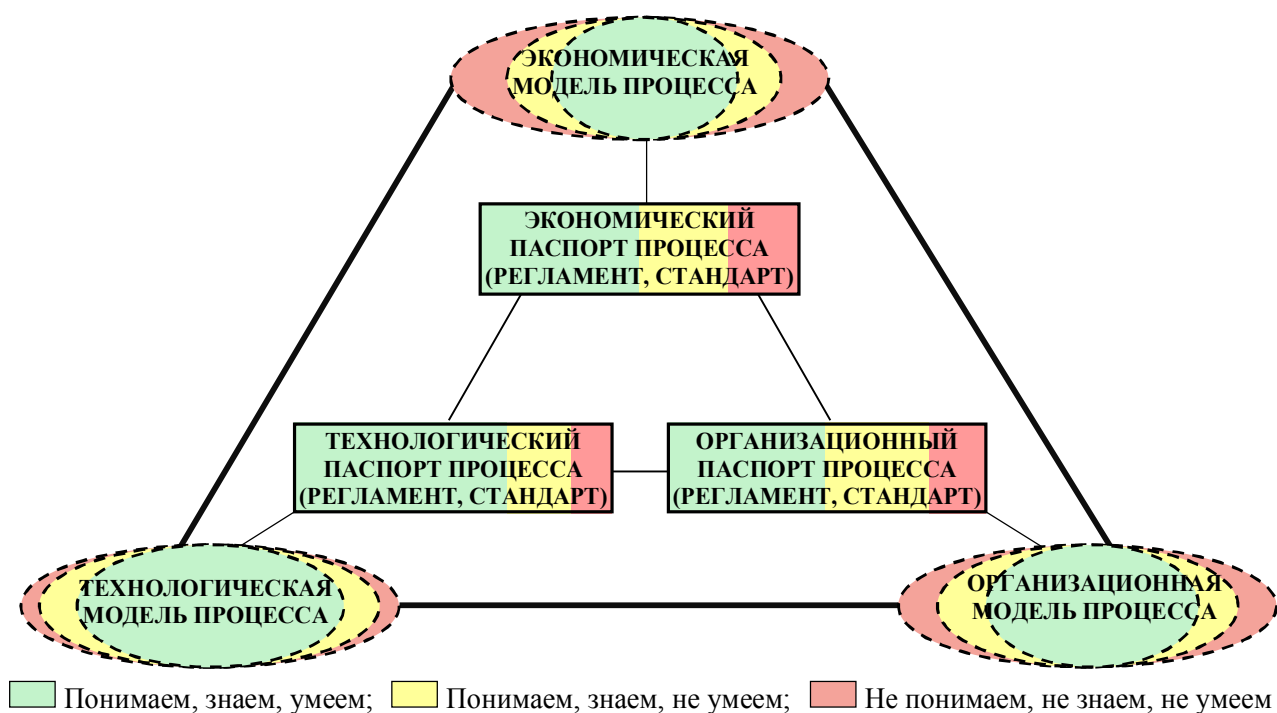 ЭКОНОМИЧЕСКАЯ
МОДЕЛЬ ПРОЦЕССА
ЭКОНОМИЧЕСКИЙ
ПАСПОРТ ПРОЦЕССА
(РЕГЛАМЕНТ, СТАНДАРТ)
ТЕХНОЛОГИЧЕСКИЙ
ПАСПОРТ ПРОЦЕССА
(РЕГЛАМЕНТ, СТАНДАРТ)
ОРГАНИЗАЦИОННЫЙ
ПАСПОРТ ПРОЦЕССА
(РЕГЛАМЕНТ, СТАНДАРТ)
ТЕХНОЛОГИЧЕСКАЯ
МОДЕЛЬ ПРОЦЕССА
ОРГАНИЗАЦИОННАЯ
МОДЕЛЬ ПРОЦЕССА
Понимаем, знаем, умеем; Понимаем, знаем, не умеем; Не понимаем, не знаем, не умеем